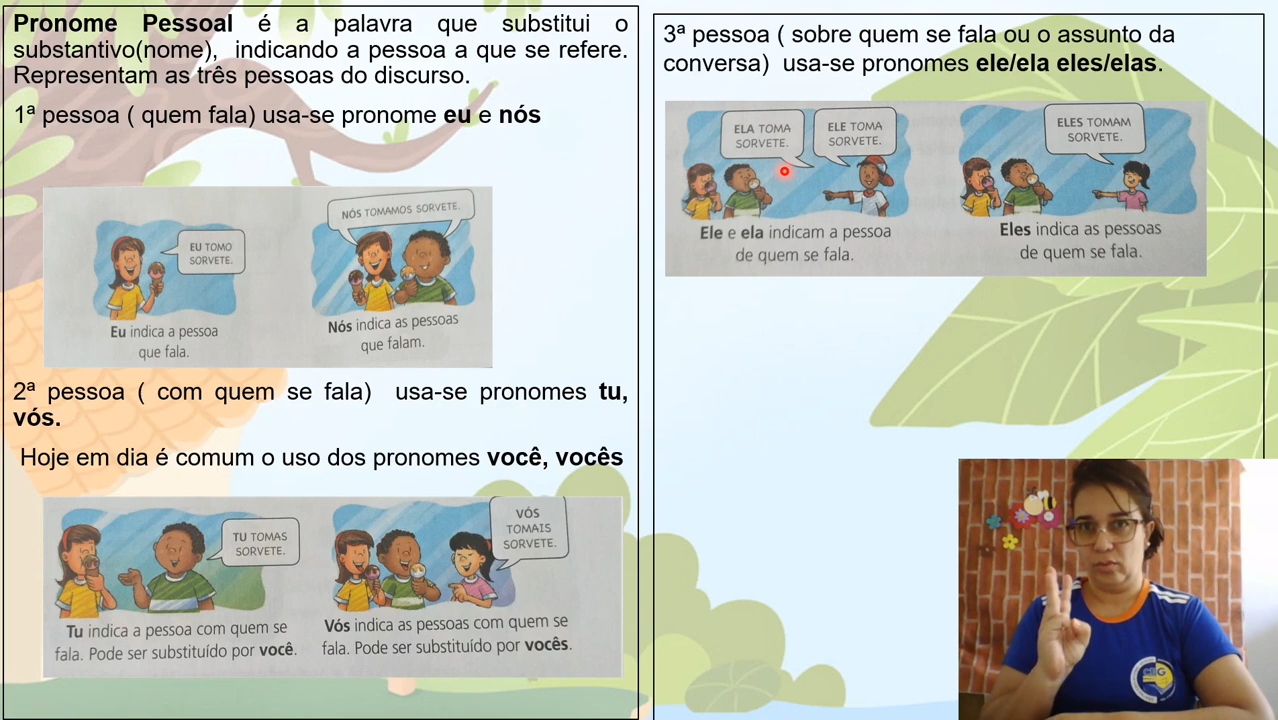 Pronome Pessoal é a palavra que substitui o
substantivo(nome), indicando a pessoa a que se refere.
Representam as três pessoas do discurso.
1ª pessoa ( quem fala) usa-se pronome eu e nós
EU TOMO
SORVETE.
Eu indica a pessoa
que fala.
NÓS TOMAMOS SORVETE.
Nós indica as pessoas
que falam.
2ª pessoa ( com quem se fala) usa-se pronomes tu,
vós.
Hoje em dia é comum o uso dos pronomes você, vocês
TU TOMAS
SORVETE.
Tu indica a pessoa com quem se
fala. Pode ser substituído por você.
VÓS
TOMAIS
SORVETE.
Vós indica as pessoas com quem se
fala. Pode ser substituído por vocês.
3ª pessoa ( sobre quem se fala ou o assunto da
conversa) usa-se pronomes ele/ela eles/elas.
ELA TOMA
SORVETE.
ELE TOMA
SORVETE.
Ele e ela indicam a pessoa
de quem se fala.
ELES TOMAM
SORVETE.
Eles indica as pessoas
de quem se fala.